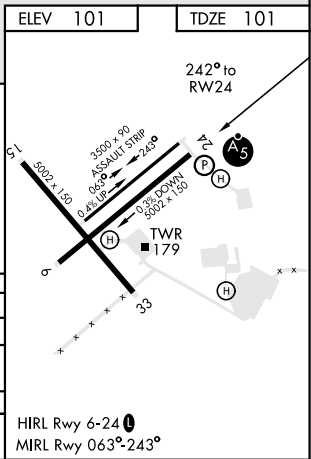 ELEV 101
TDZE 101
242° to
RW24
3500 x 90
ASSAULT STRIP
063° 243°
0.4% UP
24
A5
P
H
15
5002 x 150
0.3% DOWN
5002 x 150
H
TWR
179
6
H
33
x x
x x x x x
HIRL Rwy 6-24 L
MIRL Rwy 063°-243°